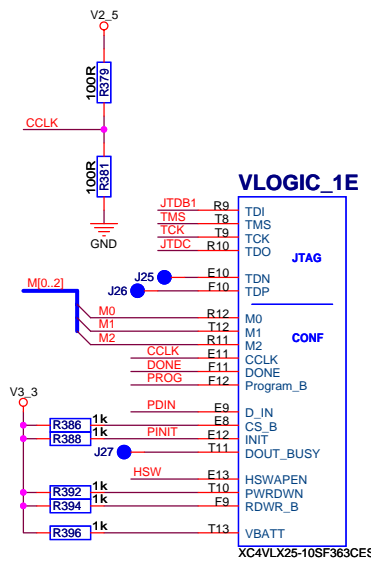 V2_5
100R
R379
CCLK
100R
R381
GND
VLOGIC_1E
JTDB1 R9 TDI
TMS T8 TMS
TCK T9 TCK
JTDC R10 TDO
JTAG
J25 E10 TDN
J26 F10 TDP
M[0..2]
M0 R12 M0
M1 T12 M1
M2 R11 M2
CONF
CCLK E11 CCLK
DONE F11 DONE
PROG F12 Program_B
V3_3
PDIN E9 D_IN
R386 1k E8 CS_B
R388 1k PINIT E12 INIT
J27 T11 DOUT_BUSY
HSW E13 HSWAPEN
R392 1k T10 PWRDWN
R394 1k F9 RDWR_B
R396 1k T13 VBATT
XC4VLX25-10SF363CES